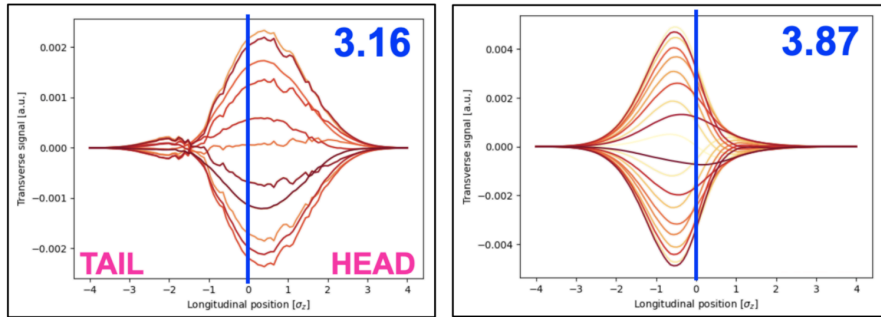 3.16
Transverse signal [a.u.]
0.002
0.001
0.000
−0.001
−0.002
TAIL
HEAD
−4 −3 −2 −1 0 1 2 3 4
Longitudinal position [σz]
3.87
Transverse signal [a.u.]
0.004
0.002
0.000
−0.002
−0.004
−4 −3 −2 −1 0 1 2 3 4
Longitudinal position [σz]